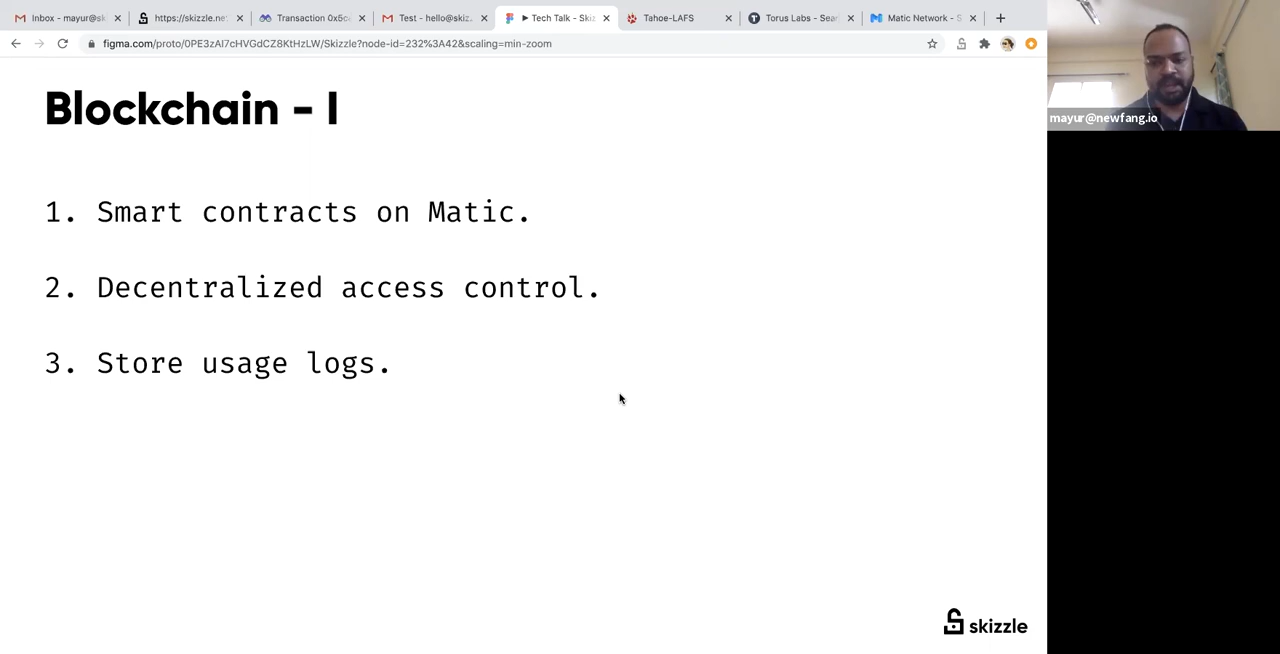 Inbox - mayur@sk
https://skizzle.ne
Transaction 0x5c
Test - hello@skiz
Tech Talk - Skiz
Tahoe-LAFS
Torus Labs - Sear
Matic Network - S
figma.com/proto/0PE3zAI7cHVGdCZ8KtHzLW/Skizzle?node-id=232%3A42&scaling=min-zoom
mayur@newfang.io
Blockchain - I
1. Smart contracts on Matic.
2. Decentralized access control.
3. Store usage logs.
skizzle